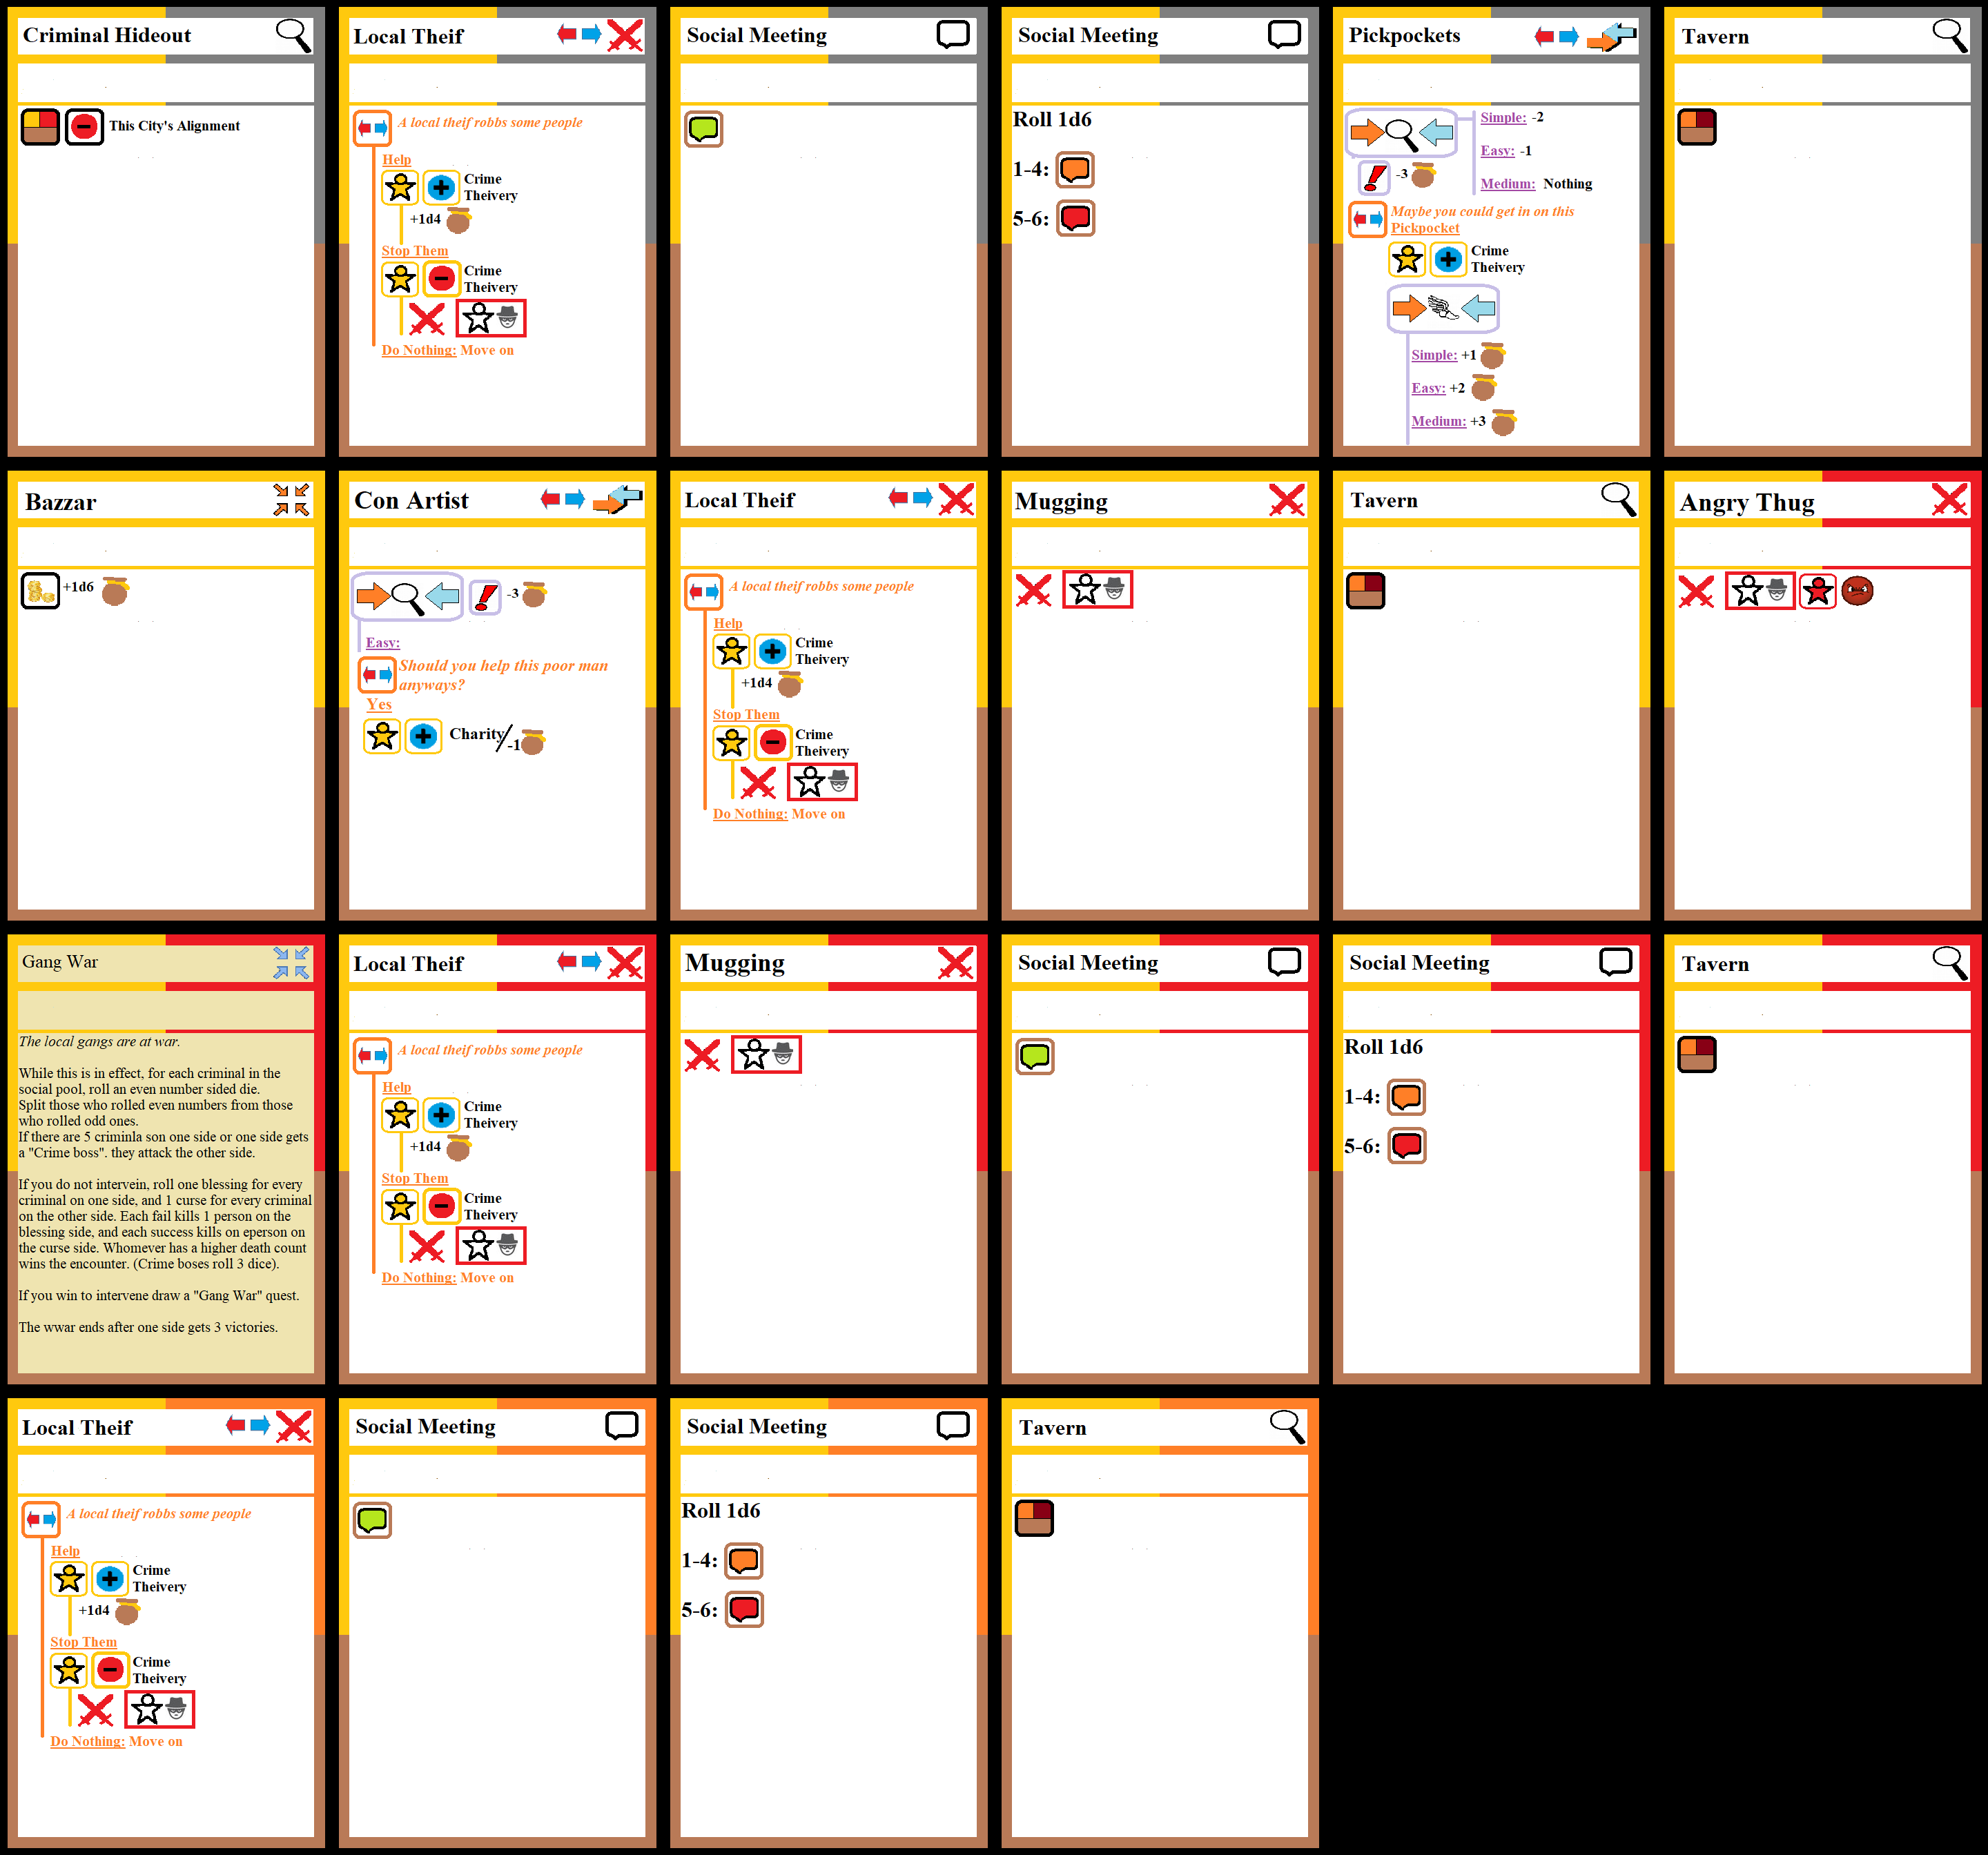 Criminal Hideout
This City's Alignment
Local Theif
A local theif robbs some people
Help
Crime
Theivery
+1d4
Stop Them
Crime
Theivery
Do Nothing: Move on
Social Meeting
Social Meeting
Roll 1d6
1-4:
5-6:
Pickpockets
Simple: -2
Easy: -1
Medium: Nothing
-3
Maybe you could get in on this
Pickpocket
Crime
Theivery
Simple: +1
Easy: +2
Medium: +3
Tavern
Bazzar
+1d6
Con Artist
-3
Easy:
Should you help this poor man
anyways?
Yes
Charity/-1
Local Theif
A local theif robbs some people
Help
Crime
Theivery
+1d4
Stop Them
Crime
Theivery
Do Nothing: Move on
Mugging
Tavern
Angry Thug
Gang War
The local gangs are at war.
While this is in effect, for each criminal in the
social pool, roll an even number sided die.
Split those who rolled even numbers from those
who rolled odd ones.
If there are 5 criminla son one side or one side gets
a "Crime boss". they attack the other side.
If you do not intervein, roll one blessing for every
criminal on one side, and 1 curse for every criminal
on the other side. Each fail kills 1 person on the
blessing side, and each success kills on eperson on
the curse side. Whomever has a higher death count
wins the encounter. (Crime boses roll 3 dice).
If you win to intervene draw a "Gang War" quest.
The wwar ends after one side gets 3 victories.
Local Theif
A local theif robbs some people
Help
Crime
Theivery
+1d4
Stop Them
Crime
Theivery
Do Nothing: Move on
Mugging
Social Meeting
Social Meeting
Roll 1d6
1-4:
5-6:
Tavern
Local Theif
A local theif robbs some people
Help
Crime
Theivery
+1d4
Stop Them
Crime
Theivery
Do Nothing: Move on
Social Meeting
Social Meeting
Roll 1d6
1-4:
5-6:
Tavern